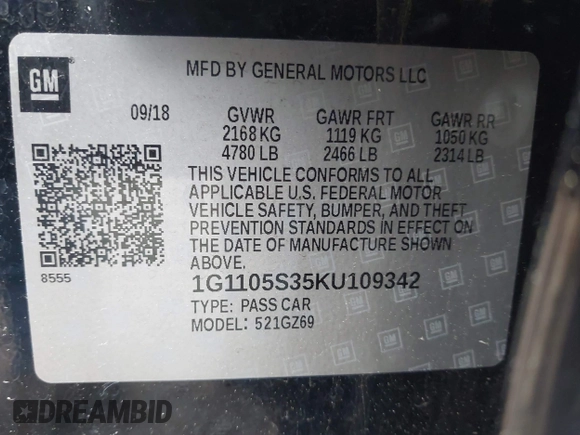 GM
MFD BY GENERAL MOTORS LLC
09/18 GVWR GAWR FRT GAWR RR
2168 KG 1119 KG 1050 KG
4780 LB 2466 LB 2314 LB
THIS VEHICLE CONFORMS TO ALL
APPLICABLE U.S. FEDERAL MOTOR
VEHICLE SAFETY, BUMPER, AND THEFT
PREVENTION STANDARDS IN EFFECT ON
THE DATE OF MANUFACTURE SHOWN
ABOVE.
8555
1G1105S35KU109342
TYPE: PASS CAR
MODEL: 521GZ69
DREAMBID